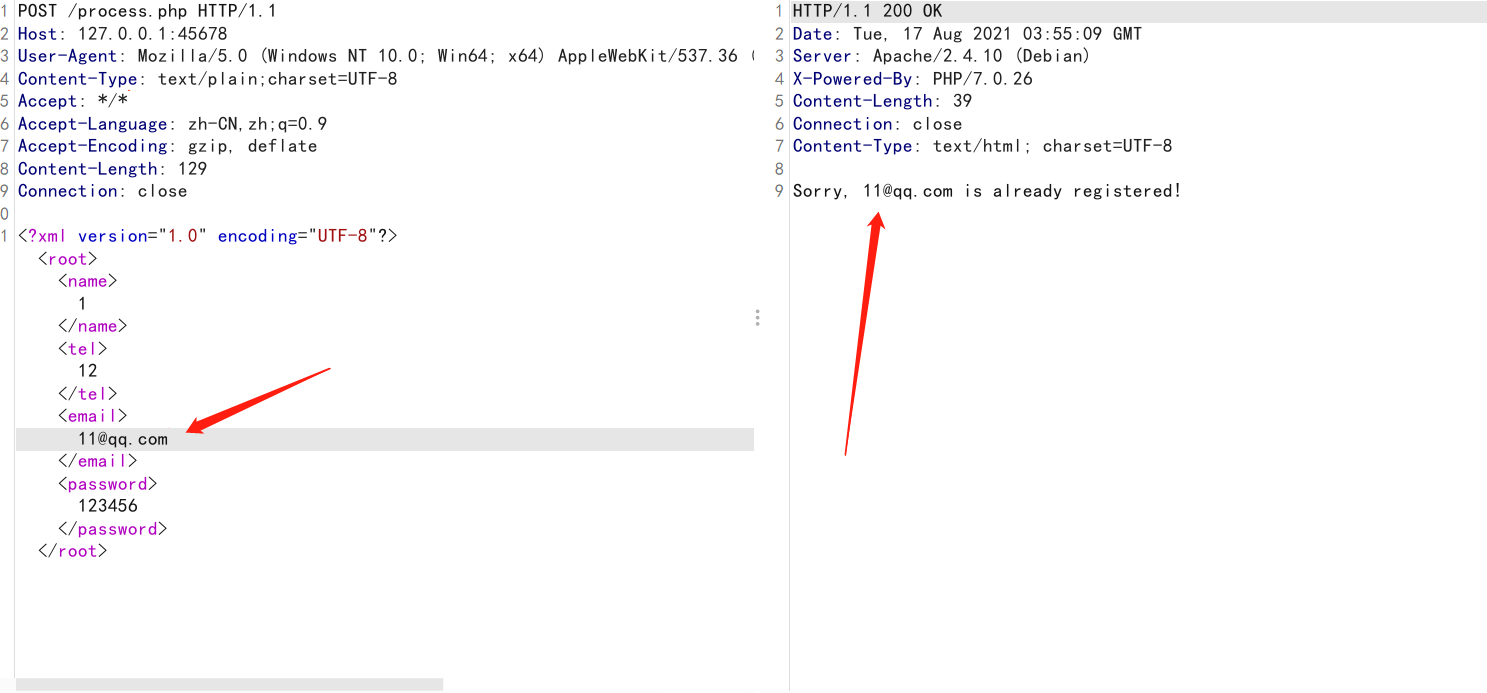 1 POST /process.php HTTP/1.1
2 Host: 127.0.0.1:45678
3 User-Agent: Mozilla/5.0 (Windows NT 10.0; Win64; x64) AppleWebKit/537.36 (
4 Content-Type: text/plain;charset=UTF-8
5 Accept: */*
6 Accept-Language: zh-CN,zh;q=0.9
7 Accept-Encoding: gzip, deflate
8 Content-Length: 129
9 Connection: close
0
1 <?xml version="1.0" encoding="UTF-8"?>
<root>
<name>
1
</name>
<tel>
12
</tel>
<email>
11@qq.com
</email>
<password>
123456
</password>
</root>
1 HTTP/1.1 200 OK
2 Date: Tue, 17 Aug 2021 03:55:09 GMT
3 Server: Apache/2.4.10 (Debian)
4 X-Powered-By: PHP/7.0.26
5 Content-Length: 39
6 Connection: close
7 Content-Type: text/html; charset=UTF-8
8
9 Sorry, 11@qq.com is already registered!